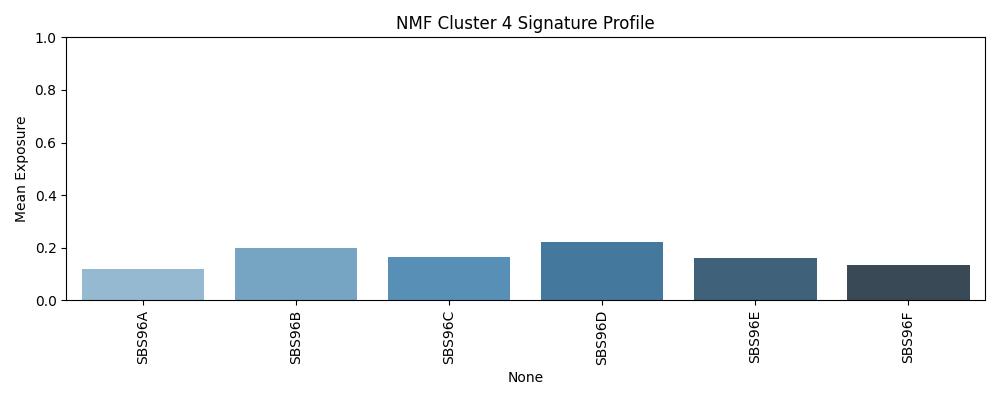 NMF Cluster 4 Signature Profile
1.0
0.8
0.6
0.4
0.2
0.0
Mean Exposure
SBS96A
SBS96B
SBS96C
SBS96D
SBS96E
SBS96F
None